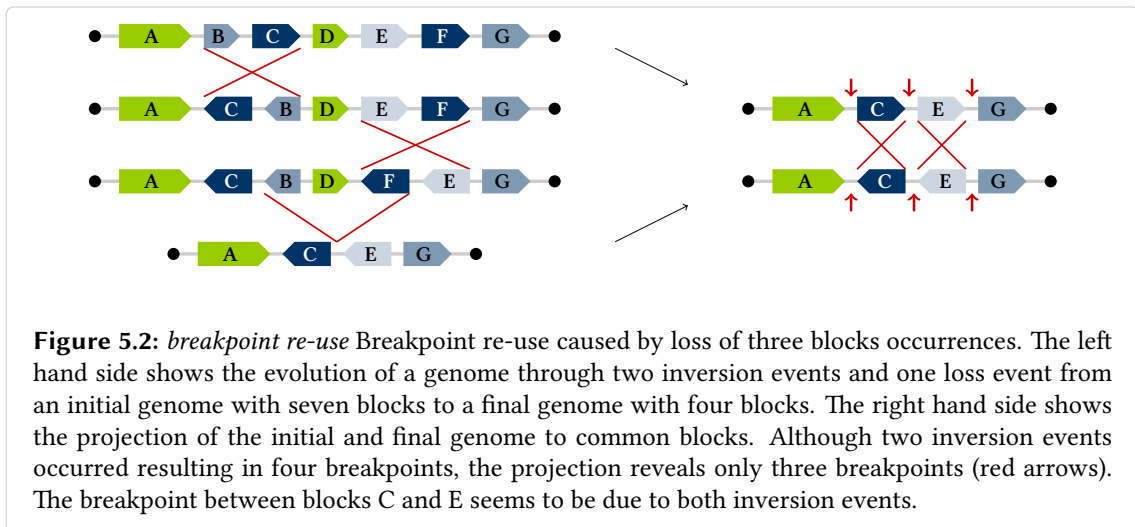 A B C D E F G
A C B D E F G
A C E G
A C B D F E G
A C E G
A C E G
Figure 5.2: breakpoint re-use Breakpoint re-use caused by loss of three blocks occurrences. The left
hand side shows the evolution of a genome through two inversion events and one loss event from
an initial genome with seven blocks to a final genome with four blocks. The right hand side shows
the projection of the initial and final genome to common blocks. Although two inversion events
occurred resulting in four breakpoints, the projection reveals only three breakpoints (red arrows).
The breakpoint between blocks C and E seems to be due to both inversion events.